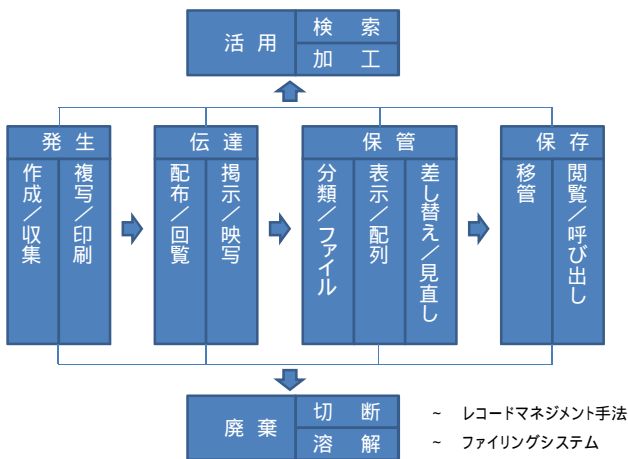 活用
検索
加工
発生
作成／収集
複写／印刷
伝達
配布／回覧
掲示／映写
保管
分類／ファイル
表示／配列
差し替え／見直し
保存
移管
閲覧／呼び出し
廃棄
切断
溶解
~ レコードマネジメント手法
~ ファイリングシステム